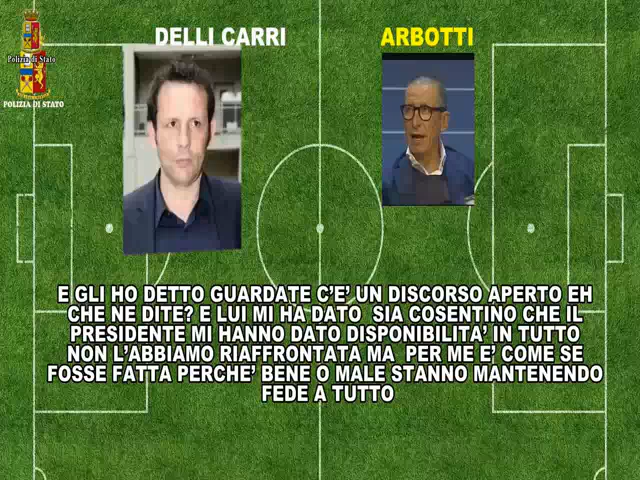 DELLI CARRI
ARBOTTI
Polizia di Stato
POLIZIA DI STATO
E GLI HO DETTO GUARDATE C'E' UN DISCORSO APERTO EH
CHE NE DITE? E LUI MI HA DATO SIA COSENTINO CHE IL
PRESIDENTE MI HANNO DATO DISPONIBILITA' IN TUTTO
NON L'ABBIAMO RIAFFRONTATA MA PER ME E' COME SE
FOSSE FATTA PERCHE' BENE O MALE STANNO MANTENENDO
FEDE A TUTTO